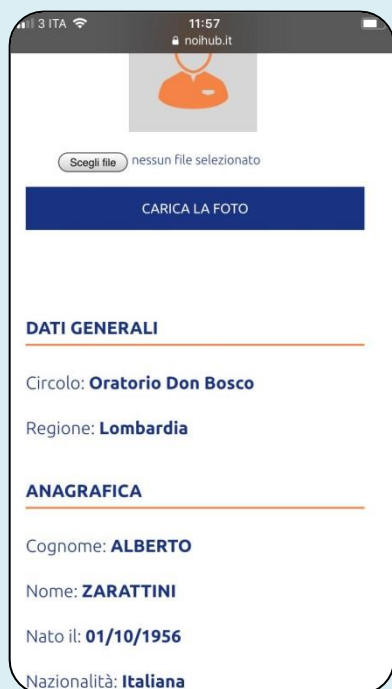 3 ITA 11:57
noihub.it
Scegli file nessun file selezionato
CARICA LA FOTO
DATI GENERALI
Circolo: Oratorio Don Bosco
Regione: Lombardia
ANAGRAFICA
Cognome: ALBERTO
Nome: ZARATTINI
Nato il: 01/10/1956
Nazionalità: Italiana